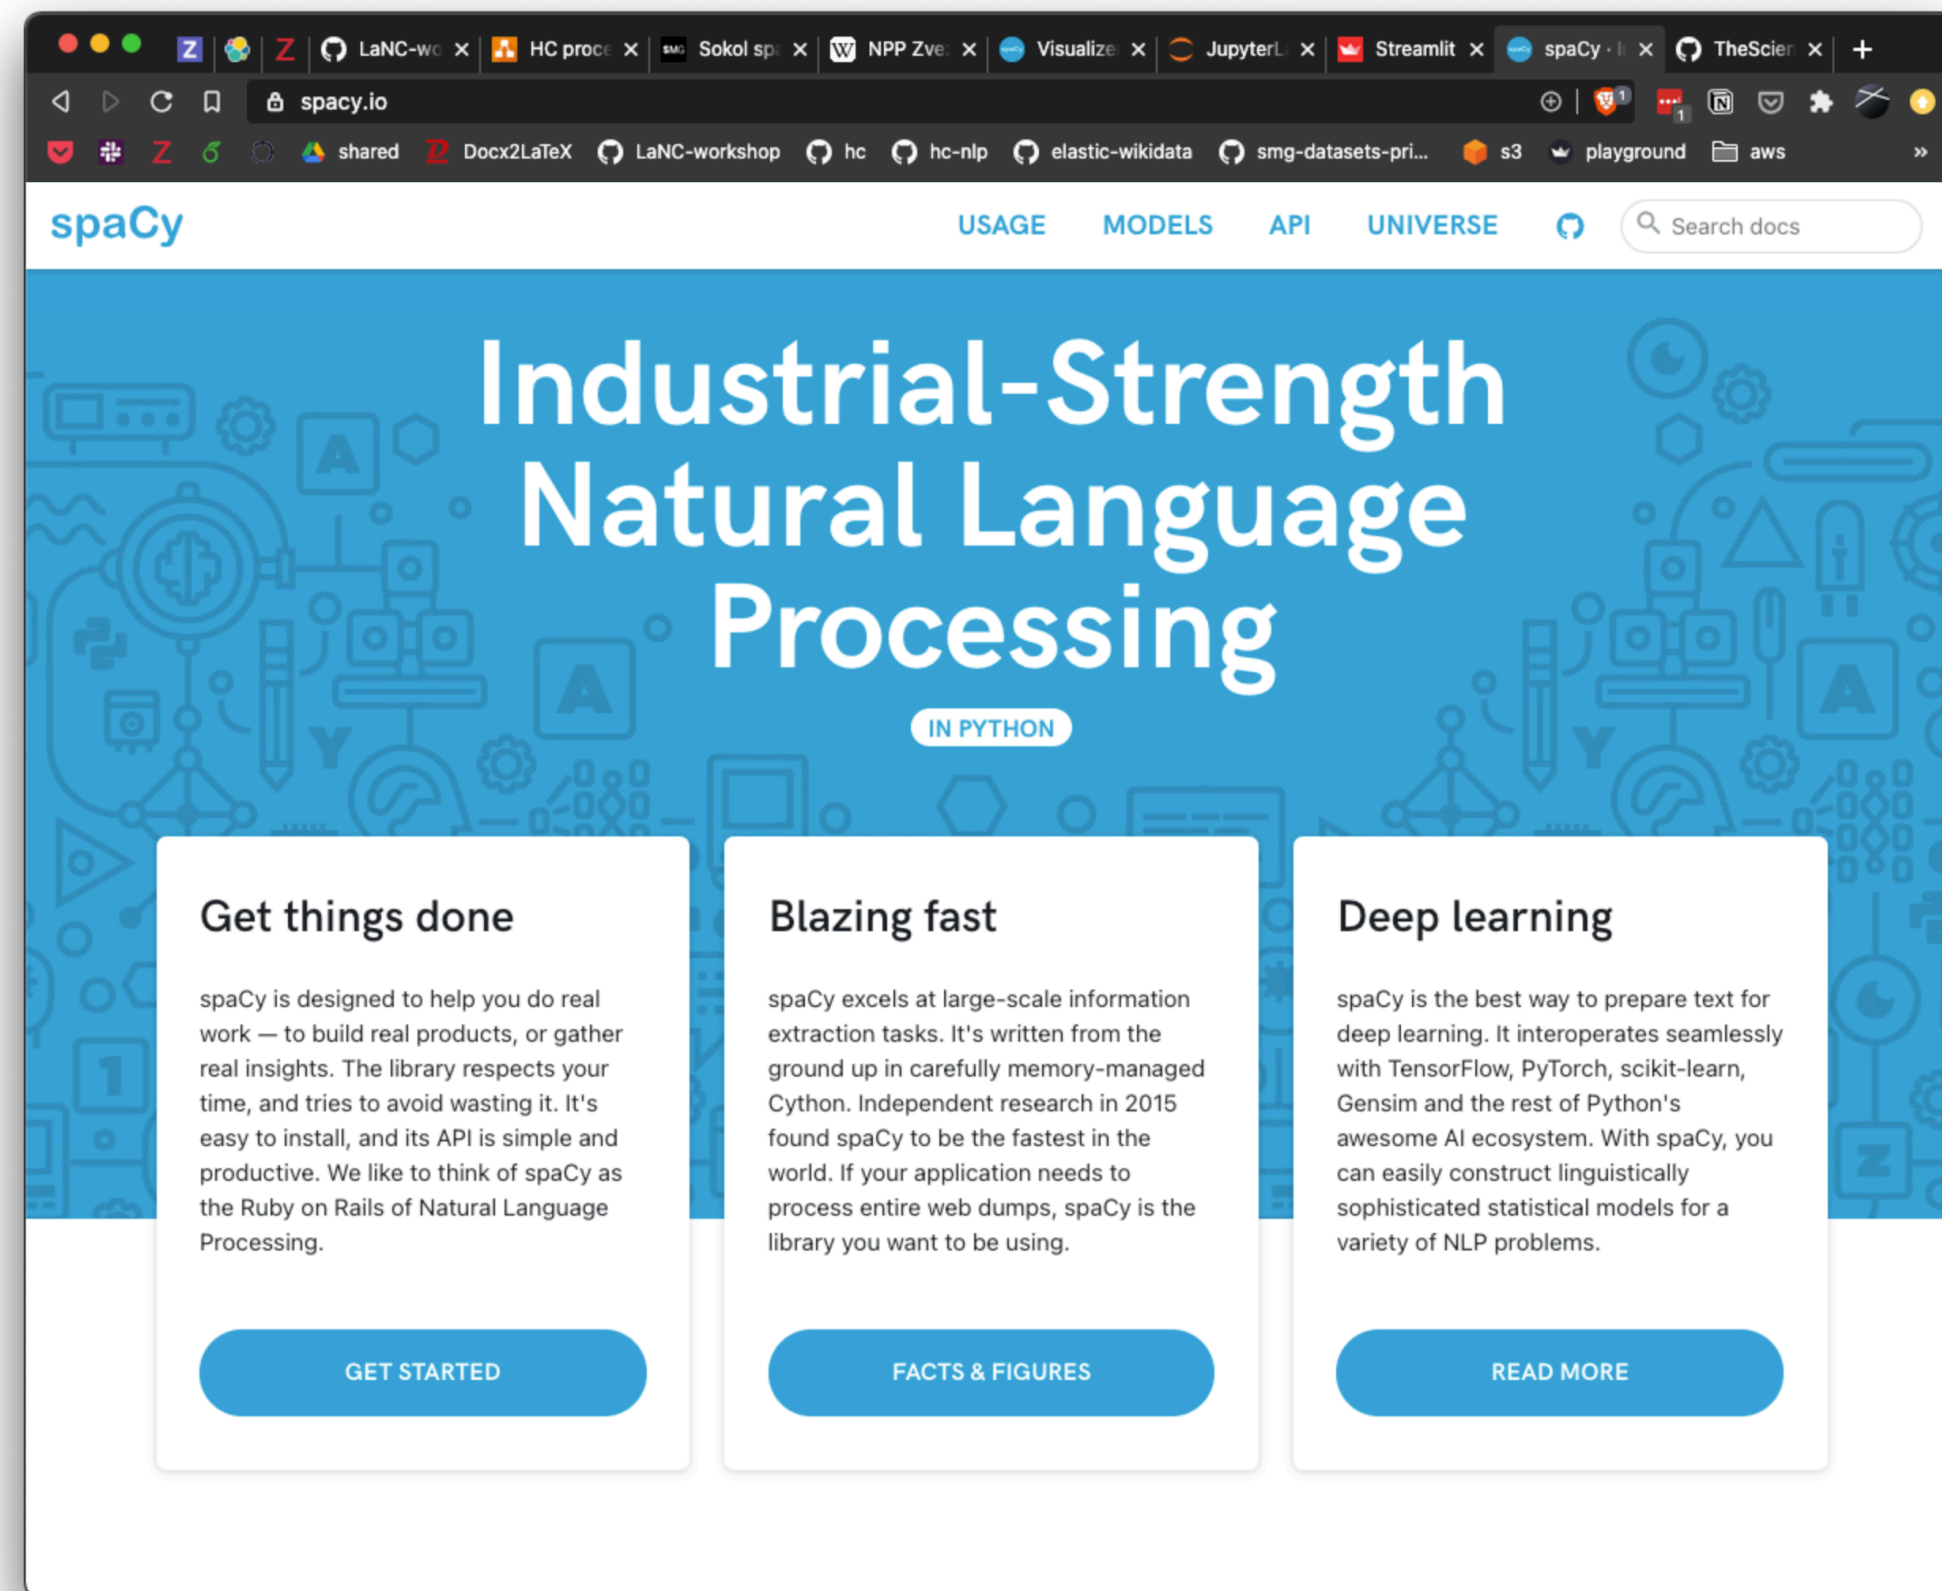 LaNC-wo
HC proce
SMG Sokol spa
W NPP Zve
Visualize
JupyterL
Streamlit
spaCy · I
TheScien
spacy.io
1
1
shared
Docx2LaTeX
LaNC-workshop
hc
hc-nlp
elastic-wikidata
smg-datasets-pri...
s3
playground
aws
»
spaCy
USAGE MODELS API UNIVERSE
Search docs
Industrial-Strength
Natural Language
Processing
IN PYTHON
Get things done
spaCy is designed to help you do real
work — to build real products, or gather
real insights. The library respects your
time, and tries to avoid wasting it. It's
easy to install, and its API is simple and
productive. We like to think of spaCy as
the Ruby on Rails of Natural Language
Processing.
GET STARTED
Blazing fast
spaCy excels at large-scale information
extraction tasks. It's written from the
ground up in carefully memory-managed
Cython. Independent research in 2015
found spaCy to be the fastest in the
world. If your application needs to
process entire web dumps, spaCy is the
library you want to be using.
FACTS & FIGURES
Deep learning
spaCy is the best way to prepare text for
deep learning. It interoperates seamlessly
with TensorFlow, PyTorch, scikit-learn,
Gensim and the rest of Python's
awesome AI ecosystem. With spaCy, you
can easily construct linguistically
sophisticated statistical models for a
variety of NLP problems.
READ MORE